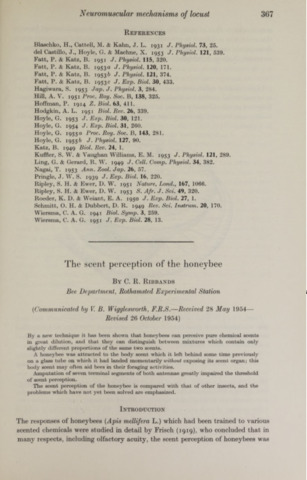 Neuromuscular mechanisms of locust 367
References
Blaschko, H., Cattell, M. & Kahn, J. L. 1931 J. Physiol. 73, 25.
del Castillo, J., Hoyle, G. & Machne, X. 1953 J. Physiol. 121, 539.
Fatt, P. & Katz, B. 1951 J. Physiol. 115, 320.
Fatt, P. & Katz, B. 1953a J. Physiol. 120, 171.
Fatt, P. & Katz, B. 1953b J. Physiol. 121, 374.
Fatt, P. & Katz, B. 1953c J. Exp. Biol. 30, 433.
Hagiwara, S. 1953 Jap. J. Physiol. 3, 284.
Hill, A. V. 1951 Proc. Roy. Soc. B, 138, 325.
Hoffman, P. 1914 Z. Biol. 63, 411.
Hodgkin, A. L. 1951 Biol. Rev. 26, 339.
Hoyle, G. 1953 J. Exp. Biol. 30, 121.
Hoyle, G. 1954 J. Exp. Biol. 31, 260.
Hoyle, G. 1955a Proc. Roy. Soc. B, 143, 281.
Hoyle, G. 1955b J. Physiol. 127, 90.
Katz, B. 1949 Biol. Rev. 24, 1.
Kuffler, S. W. & Vaughan Williams, E. M. 1953 J. Physiol. 121, 289.
Ling, G. & Gerard, R. W. 1949 J. Cell. Comp. Physiol. 34, 382.
Nagai, T. 1953 Ann. Zool. Jap. 26, 57.
Pringle, J. W. S. 1939 J. Exp. Biol. 16, 220.
Ripley, S. H. & Ewer, D. W. 1951 Nature, Lond., 167, 1066.
Ripley, S. H. & Ewer, D. W. 1953 S. Afr. J. Sci. 49, 320.
Roeder, K. D. & Weiant, E. A. 1950 J. Exp. Biol. 27, 1.
Schmitt, O. H. & Dubbert, D. R. 1949 Rev. Sci. Instrum. 20, 170.
Wiersma, C. A. G. 1941 Biol. Symp. 3, 259.
Wiersma, C. A. G. 1951 J. Exp. Biol. 28, 13.
The scent perception of the honeybee
By C. R. Ribbands
Bee Department, Rothamsted Experimental Station
(Communicated by V. B. Wigglesworth, F.R.S.—Received 28 May 1954—
Revised 26 October 1954)
By a new technique it has been shown that honeybees can perceive pure chemical scents
in great dilution, and that they can distinguish between mixtures which contain only
slightly different proportions of the same two scents.
A honeybee was attracted to the body scent which it left behind some time previously
on a glass tube on which it had landed momentarily without exposing its scent organ; this
body scent may often aid bees in their foraging activities.
Amputation of seven terminal segments of both antennae greatly impaired the threshold
of scent perception.
The scent perception of the honeybee is compared with that of other insects, and the
problems which have not yet been solved are emphasized.
Introduction
The responses of honeybees (Apis mellifera L.) which had been trained to various
scented chemicals were studied in detail by Frisch (1919), who concluded that in
many respects, including olfactory acuity, the scent perception of honeybees was